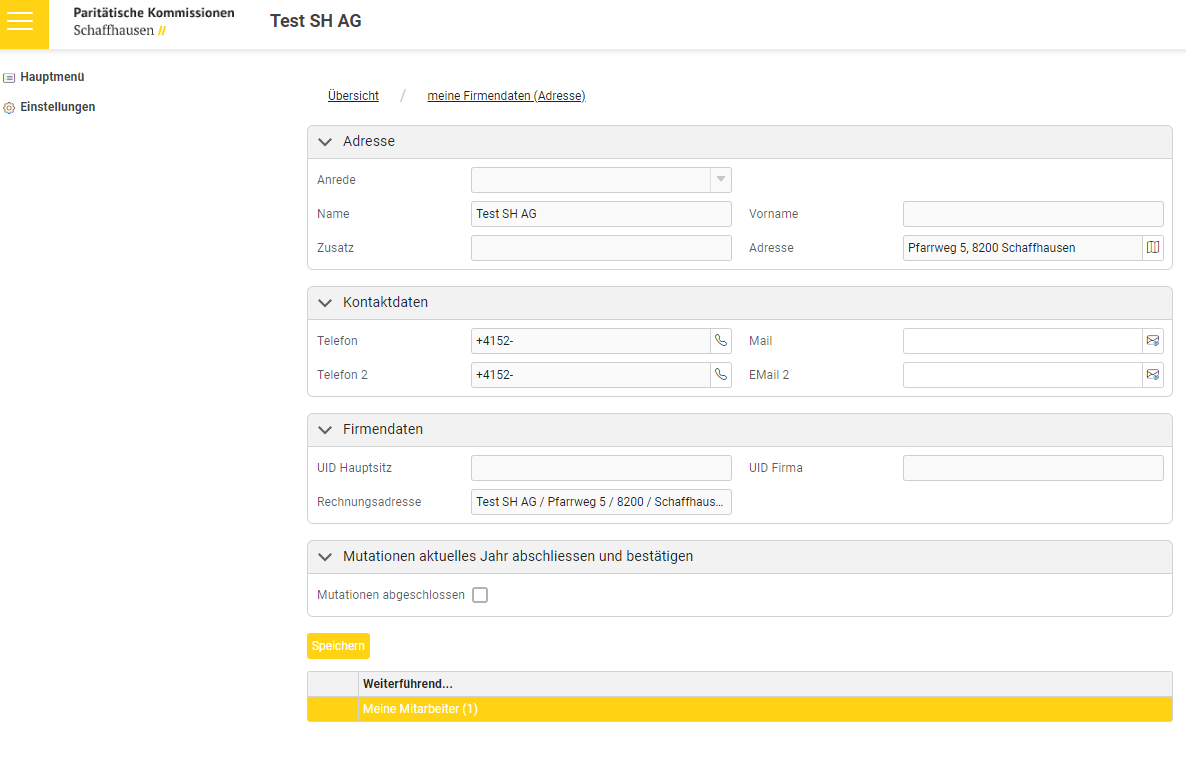 Paritätische Kommissionen
Schaffhausen //
Test SH AG
Hauptmenü
Einstellungen
Übersicht / meine Firmendaten (Adresse)
Adresse
Anrede
Name Test SH AG Vorname
Zusatz Adresse Pfarrweg 5, 8200 Schaffhausen
Kontaktdaten
Telefon +4152- Mail
Telefon 2 +4152- EMail 2
Firmendaten
UID Hauptsitz UID Firma
Rechnungsadresse Test SH AG / Pfarrweg 5 / 8200 / Schaffhaus...
Mutationen aktuelles Jahr abschliessen und bestätigen
Mutationen abgeschlossen
Speichern
Weiterführend...
Meine Mitarbeiter (1)